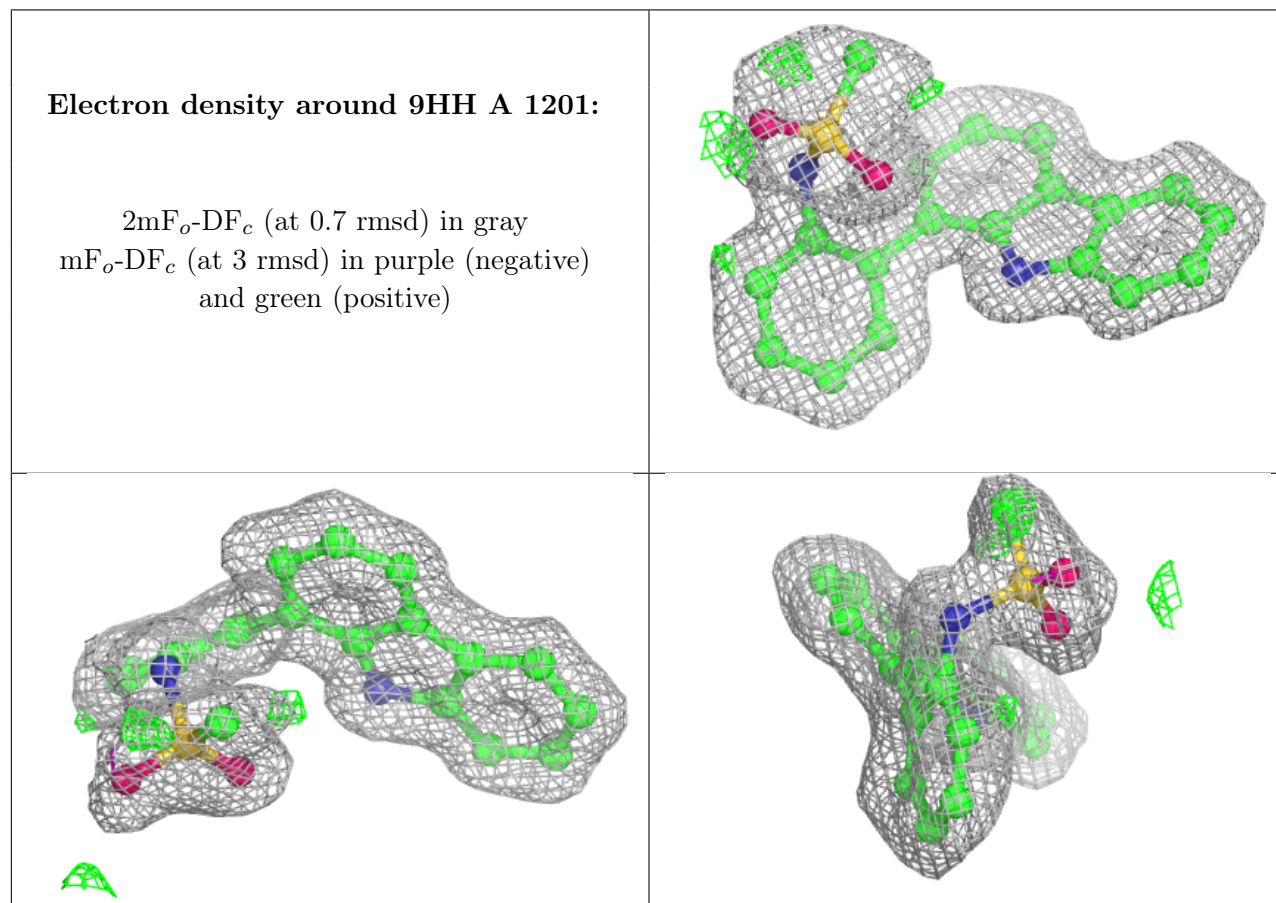 Electron density around 9HH A 1201:
2mFo-DFc (at 0.7 rmsd) in gray
mFo-DFc (at 3 rmsd) in purple (negative)
and green (positive)